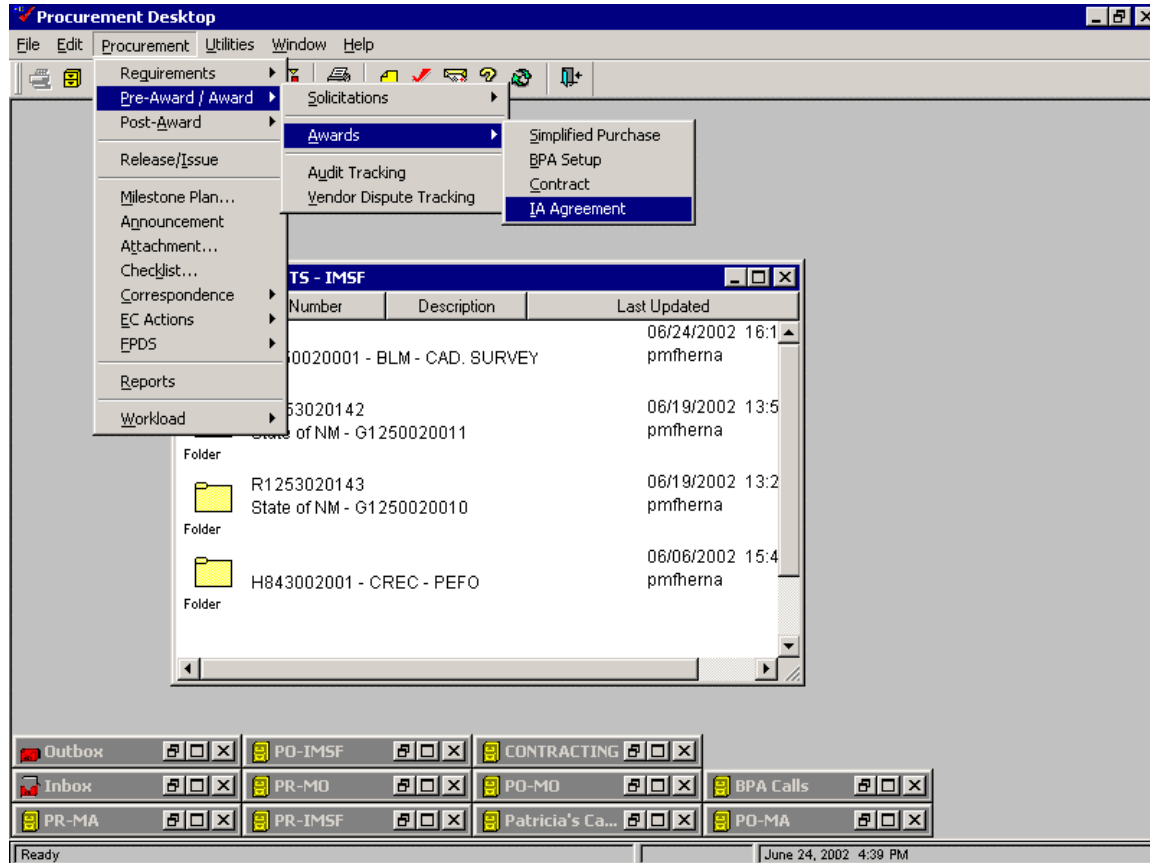 Procurement Desktop
File Edit Procurement Utilities Window Help
Requirements
Pre-Award / Award
Post-Award
Release/Issue
Milestone Plan...
Announcement
Attachment...
Checklist...
Correspondence
EC Actions
FPDS
Reports
Workload
Solicitations
Awards
Audit Tracking
Vendor Dispute Tracking
Simplified Purchase
BPA Setup
Contract
IA Agreement
TS - IMSF
Number Description Last Updated
06/24/2002 16:1
0020001 - BLM - CAD. SURVEY pmfherna
53020142 06/19/2002 13:5
State of NM - G1250020011 pmfherna
Folder
R1253020143 06/19/2002 13:2
State of NM - G1250020010 pmfherna
Folder
06/06/2002 15:4
H843002001 - CREC - PEFO pmfherna
Folder
Outbox PO-IMSF CONTRACTING
Inbox PR-MO PO-MO BPA Calls
PR-MA PR-IMSF Patricia's Ca... PO-MA
Ready June 24, 2002 4:39 PM